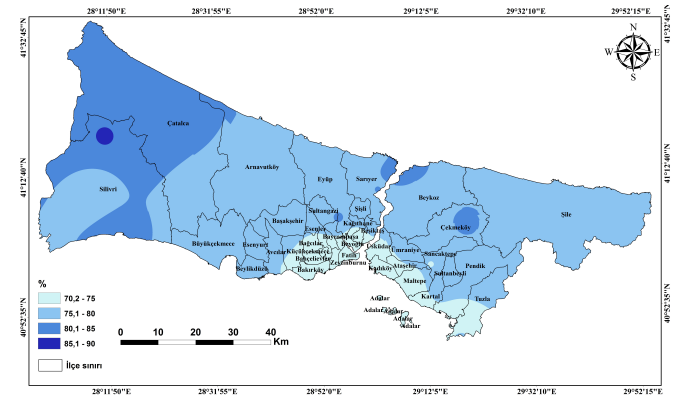 28°11'50"E 28°31'55"E 28°52'0"E 29°12'5"E 29°32'10"E 29°52'15"E
41°32'45"N
41°32'45"N
N
W E
S
Çatalca
Arnavutköy
41°12'40"N
41°12'40"N
Eyüp
Sarıyer
Silivri
Beykoz
Şile
Sultangazi
Şişli
Başakşehir
Kağıthane
Çekmeköy
Esenler
Beşiktaş
Bayrampaşa
Büyükçekmece
Esenyurt
Bağcılar
Beyoğlu
Üsküdar
Ümraniye
Avcılar
Küçükçekmece
Fatih
Sancaktepe
Bahçelievler
Zeytinburnu
Beylikdüzü
Bakırköy
Kadıköy
Ataşehir
Pendik
Sultanbeyli
Maltepe
Kartal
Tuzla
Adalar
Adalar
Adalar
Adalar
Adalar
40°52'35"N
40°52'35"N
%
70,2 - 75
75,1 - 80
80,1 - 85
85,1 - 90
İlçe sınırı
0 10 20 30 40
Km
28°11'50"E 28°31'55"E 28°52'0"E 29°12'5"E 29°32'10"E 29°52'15"E